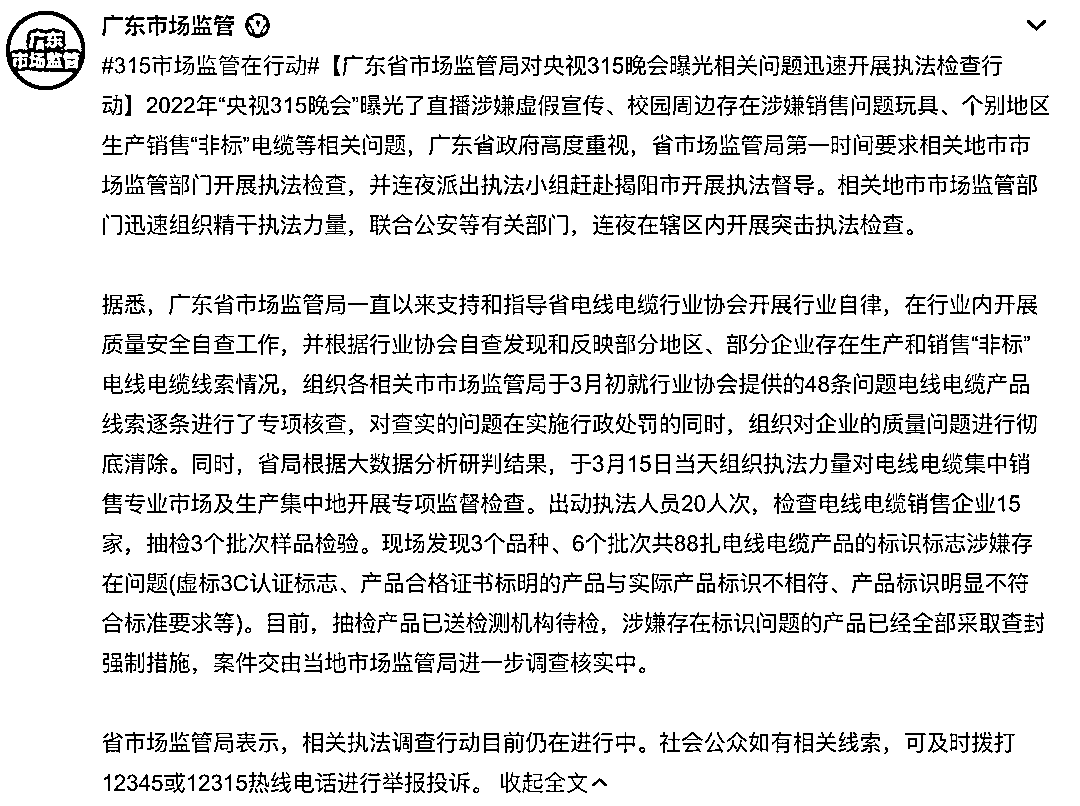 广东
市场监管
广东市场监管
#315市场监管在行动#【广东省市场监管局对央视315晚会曝光相关问题迅速开展执法检查行
动】2022年“央视315晚会”曝光了直播涉嫌虚假宣传、校园周边存在涉嫌销售问题玩具、个别地区
生产销售“非标”电缆等相关问题，广东省政府高度重视，省市场监管局第一时间要求相关地市市
场监管部门开展执法检查，并连夜派出执法小组赶赴揭阳市开展执法督导。相关地市市场监管部
门迅速组织精干执法力量，联合公安等有关部门，连夜在辖区内开展突击执法检查。
据悉，广东省市场监管局一直以来支持和指导省电线电缆行业协会开展行业自律，在行业内开展
质量安全自查工作，并根据行业协会自查发现和反映部分地区、部分企业存在生产和销售“非标”
电线电缆线索情况，组织各相关市市场监管局于3月初就行业协会提供的48条问题电线电缆产品
线索逐条进行了专项核查，对查实的问题在实施行政处罚的同时，组织对企业的质量问题进行彻
底清除。同时，省局根据大数据分析研判结果，于3月15日当天组织执法力量对电线电缆集中销
售专业市场及生产集中地开展专项监督检查。出动执法人员20人次，检查电线电缆销售企业15
家，抽检3个批次样品检验。现场发现3个品种、6个批次共88扎电线电缆产品的标识标志涉嫌存
在问题(虚标3C认证标志、产品合格证书标明的产品与实际产品标识不相符、产品标识明显不符
合标准要求等)。目前，抽检产品已送检测机构待检，涉嫌存在标识问题的产品已经全部采取查封
强制措施，案件交由当地市场监管局进一步调查核实中。
省市场监管局表示，相关执法调查行动目前仍在进行中。社会公众如有相关线索，可及时拨打
12345或12315热线电话进行举报投诉。 收起全文